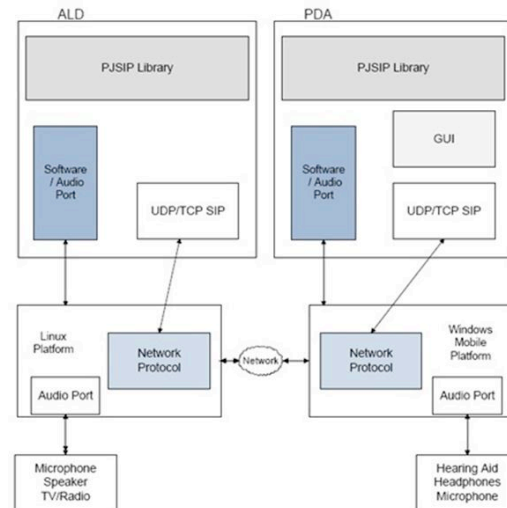 ALD
PJSIP Library
Software
/ Audio
Port
UDP/TCP SIP
Linux
Platform
Network
Protocol
Audio Port
Microphone
Speaker
TV/Radio
Network
PDA
PJSIP Library
GUI
Software
/ Audio
Port
UDP/TCP SIP
Network
Protocol
Windows
Mobile
Platform
Audio Port
Hearing Aid
Headphones
Microphone